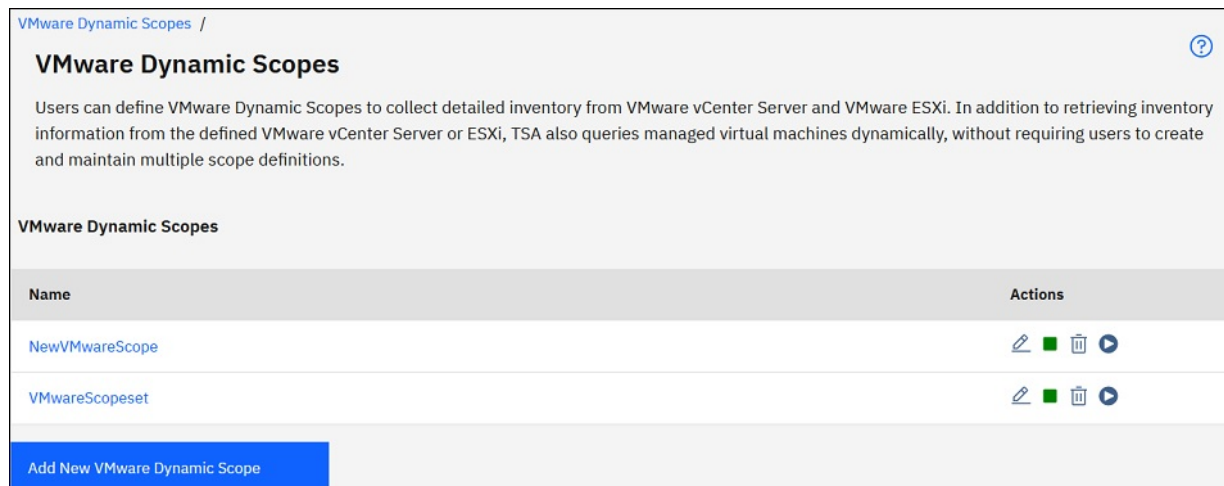 VMware Dynamic Scopes /
VMware Dynamic Scopes
Users can define VMware Dynamic Scopes to collect detailed inventory from VMware vCenter Server and VMware ESXi. In addition to retrieving inventory
information from the defined VMware vCenter Server or ESXi, TSA also queries managed virtual machines dynamically, without requiring users to create
and maintain multiple scope definitions.
VMware Dynamic Scopes
Name Actions
NewVMwareScope
VMwareScopeset
Add New VMware Dynamic Scope